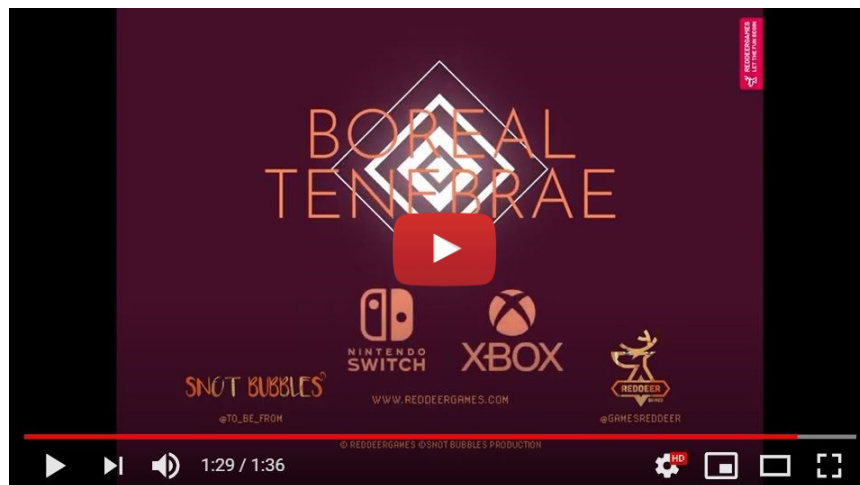 REDDEERGAMES
LET THE FUN BEGIN
BOREAL
TENEBRAE
NINTENDO
SWITCH
XBOX
SNOT BUBBLES
REDDEER
GAMES
WWW.REDDEERGAMES.COM
@TO_BE_FROM
@GAMESREDDEER
© REDDEERGAMES ©SNOT BUBBLES PRODUCTION
1:29 / 1:36
HD